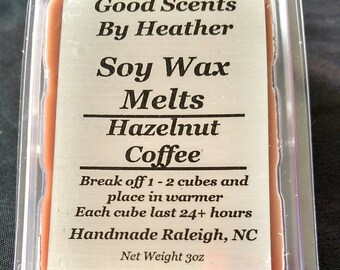 Good Scents
By Heather
Soy Wax
Melts
Hazelnut
Coffee
Break off 1 - 2 cubes and
place in warmer
Each cube last 24+ hours
Handmade Raleigh, NC
Net Weight 3oz